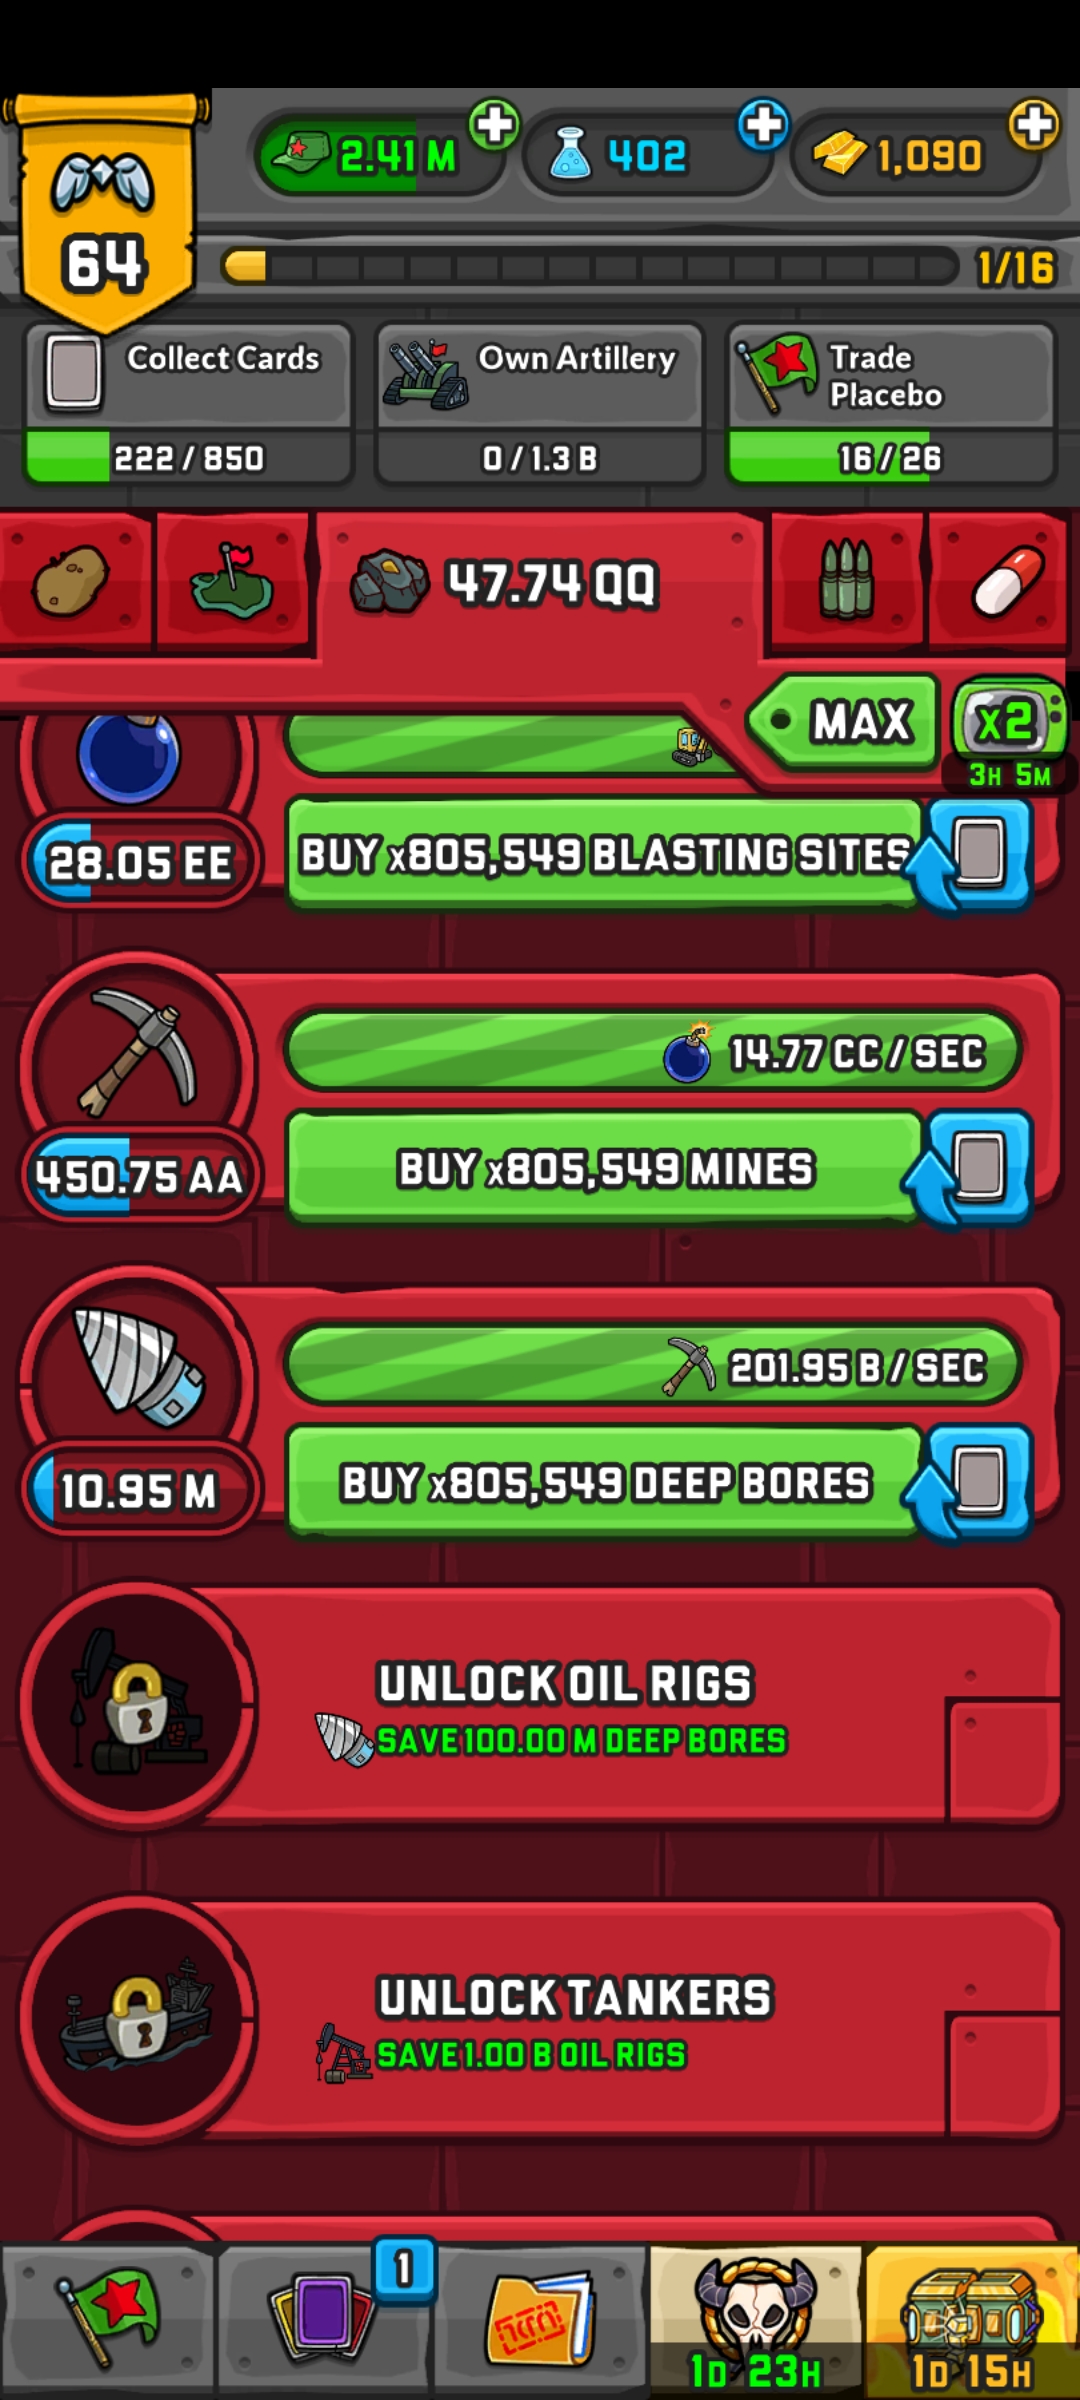 2.41 M
402
1,090
64
1/16
Collect Cards
222 / 850
Own Artillery
0 / 1.3 B
Trade
Placebo
16 / 26
47.74 QQ
MAX
x2
3H 5M
28.05 EE
BUY x805,549 BLASTING SITES
14.77 CC / SEC
450.75 AA
BUY x805,549 MINES
201.95 B / SEC
10.95 M
BUY x805,549 DEEP BORES
UNLOCK OIL RIGS
SAVE 100.00 M DEEP BORES
UNLOCK TANKERS
SAVE 1.00 B OIL RIGS
1
1D 23H
1D 15H